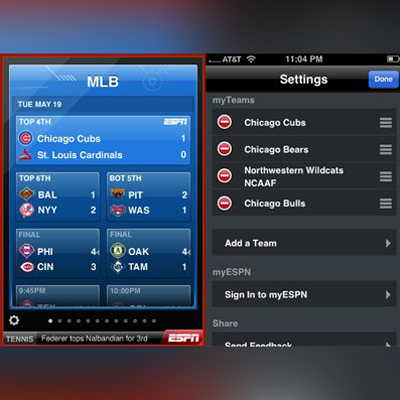 MLB
TUE MAY 19
TOP 4TH
ESPN
Chicago Cubs 1
St. Louis Cardinals 0
TOP 6TH
BAL 1
NYY 2
BOT 5TH
PIT 2
WAS 1
FINAL
PHI 4
CIN 3
FINAL
OAK 4
TAM 1
9:45PM
10:00PM
TENNIS Federer tops Nalbandian for 3rd ESPN
AT&T 11:04 PM
Settings Done
myTeams
Chicago Cubs
Chicago Bears
Northwestern Wildcats
NCAAF
Chicago Bulls
Add a Team
myESPN
Sign In to myESPN
Share
Send Feedback